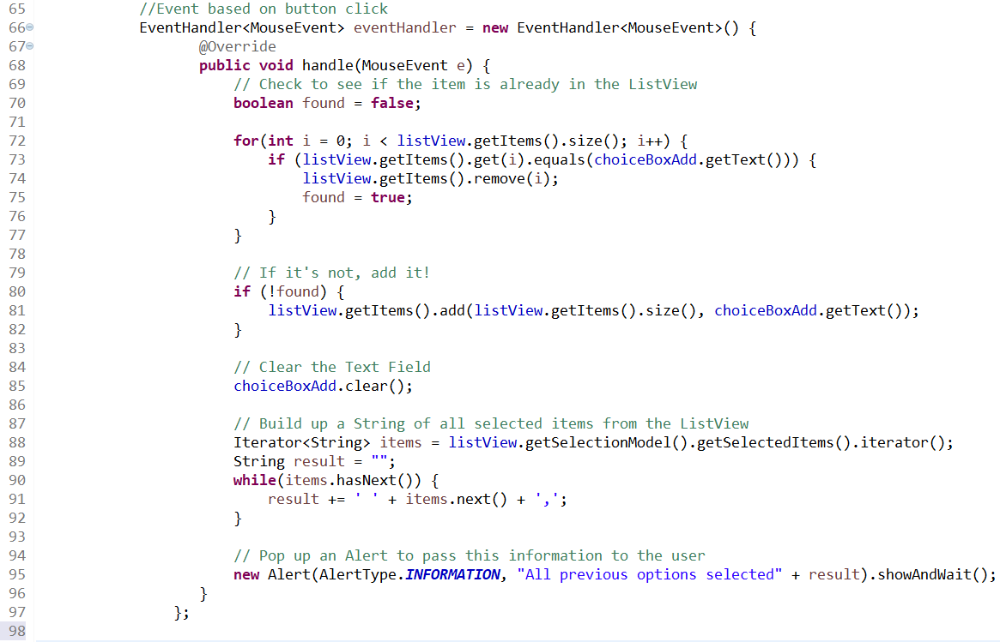 65 //Event based on button click
66 EventHandler<MouseEvent> eventHandler = new EventHandler<MouseEvent>() {
67 @Override
68 public void handle(MouseEvent e) {
69 // Check to see if the item is already in the ListView
70 boolean found = false;
71
72 for(int i = 0; i < listView.getItems().size(); i++) {
73 if (listView.getItems().get(i).equals(choiceBoxAdd.getText())) {
74 listView.getItems().remove(i);
75 found = true;
76 }
77 }
78
79 // If it's not, add it!
80 if (!found) {
81 listView.getItems().add(listView.getItems().size(), choiceBoxAdd.getText());
82 }
83
84 // Clear the Text Field
85 choiceBoxAdd.clear();
86
87 // Build up a String of all selected items from the ListView
88 Iterator<String> items = listView.getSelectionModel().getSelectedItems().iterator();
89 String result = "";
90 while(items.hasNext()) {
91 result += ' ' + items.next() + ',';
92 }
93
94 // Pop up an Alert to pass this information to the user
95 new Alert(AlertType.INFORMATION, "All previous options selected" + result).showAndWait();
96 }
97 };
98